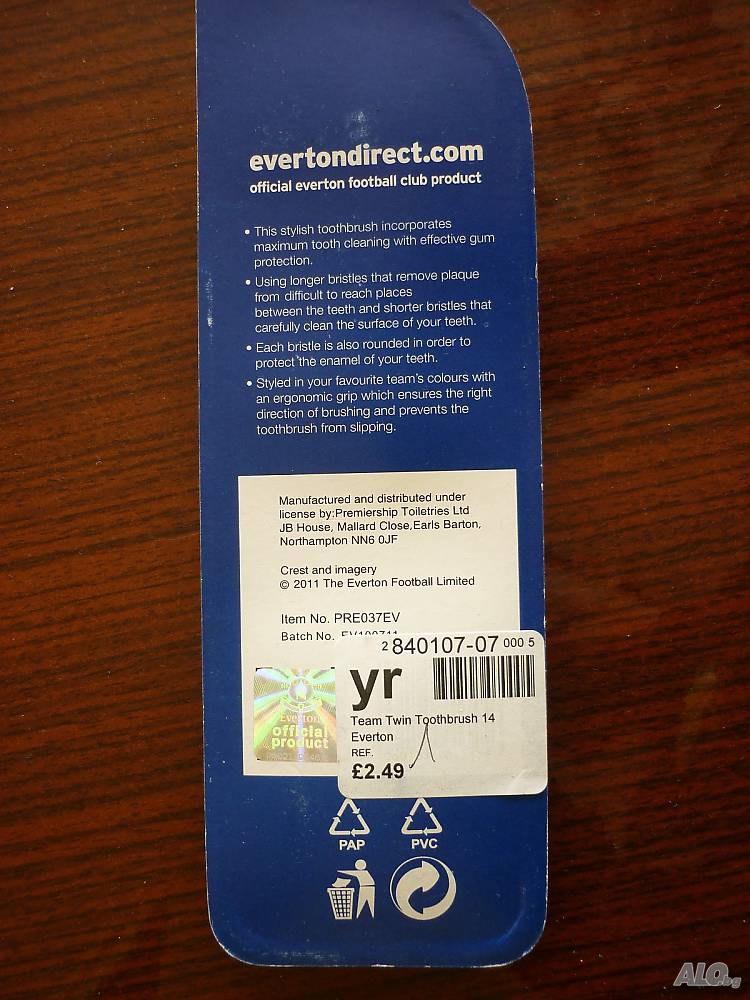 evertondirect.com
official everton football club product
• This stylish toothbrush incorporates
maximum tooth cleaning with effective gum
protection.
• Using longer bristles that remove plaque
from difficult to reach places
between the teeth and shorter bristles that
carefully clean the surface of your teeth.
• Each bristle is also rounded in order to
protect the enamel of your teeth.
• Styled in your favourite team's colours with
an ergonomic grip which ensures the right
direction of brushing and prevents the
toothbrush from slipping.
Manufactured and distributed under
license by:Premiership Toiletries Ltd
JB House, Mallard Close,Earls Barton,
Northampton NN6 0JF
Crest and imagery
© 2011 The Everton Football Limited
Item No. PRE037EV
Batch No.
2 840107-07 000 5
yr
Team Twin Toothbrush 14
Everton
REF.
£2.49
Everton
official
product
PAP
PVC
ALO.bg